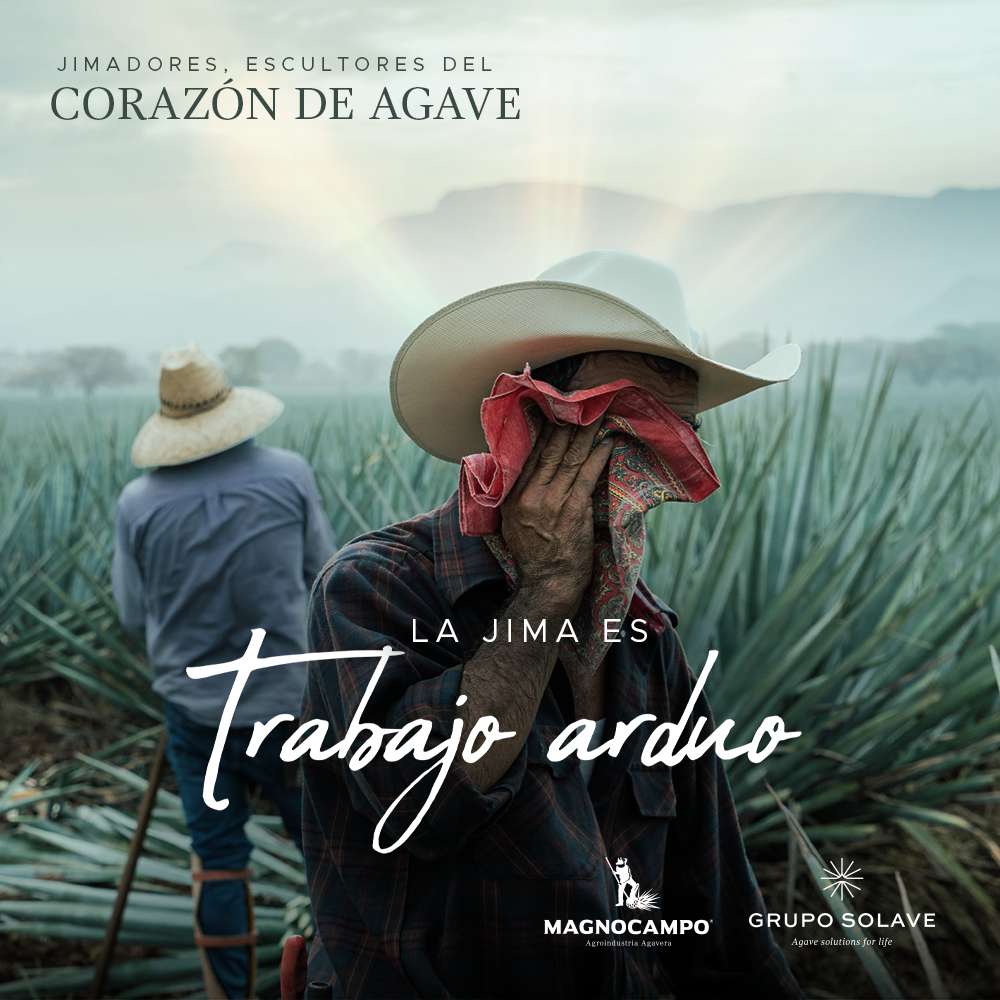 JIMADORES, ESCULTORES DEL
CORAZÓN DE AGAVE
LA JIMA ES
Trabajo arduo
MAGNOCAMPO®
Agroindustria Agavera
GRUPO SOLAVE
Agave solutions for life